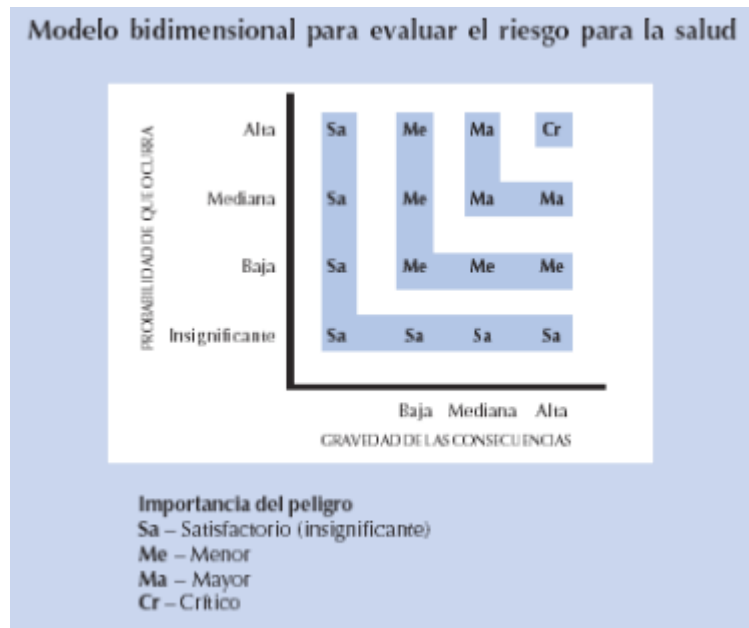 Modelo bidimensional para evaluar el riesgo para la salud
PROBABILIDAD DE QUE OCURRA
Alta Sa Me Ma Cr
Mediana Sa Me Ma Ma
Baja Sa Me Me Me
Insignificante Sa Sa Sa Sa
Baja Mediana Alta
GRAVEDAD DE LAS CONSECUENCIAS
Importancia del peligro
Sa – Satisfactorio (insignificante)
Me – Menor
Ma – Mayor
Cr – Crítico